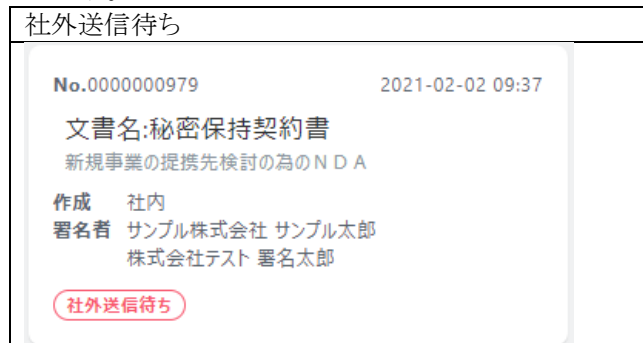 社外送信待ち
No.0000000979 2021-02-02 09:37
文書名:秘密保持契約書
新規事業の提携先検討の為のＮＤＡ
作成 社内
署名者 サンプル株式会社 サンプル太郎
株式会社テスト 署名太郎
社外送信待ち